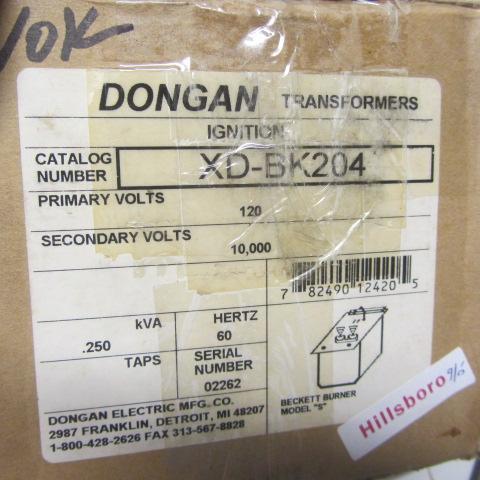 10K
DONGAN TRANSFORMERS
IGNITION
CATALOG NUMBER XD-BK204
PRIMARY VOLTS
120
SECONDARY VOLTS
10,000
7 82490 12420 5
kVA
.250
HERTZ
60
TAPS
SERIAL NUMBER
02262
BECKETT BURNER
MODEL "S"
DONGAN ELECTRIC MFG. CO.
2987 FRANKLIN, DETROIT, MI 48207
1-800-428-2626 FAX 313-567-8828
Hillsboro